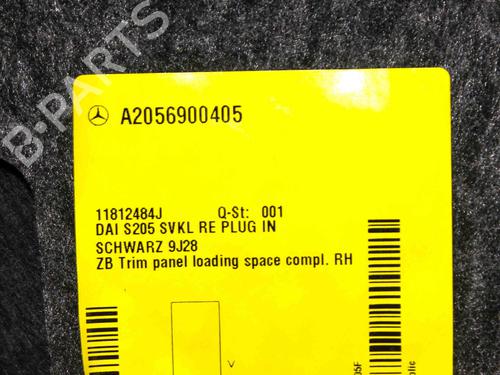 B-PARTS
A2056900405
11812484J Q-St: 001
DAI S205 SVKL RE PLUG IN
SCHWARZ 9J28
ZB Trim panel loading space compl. RH